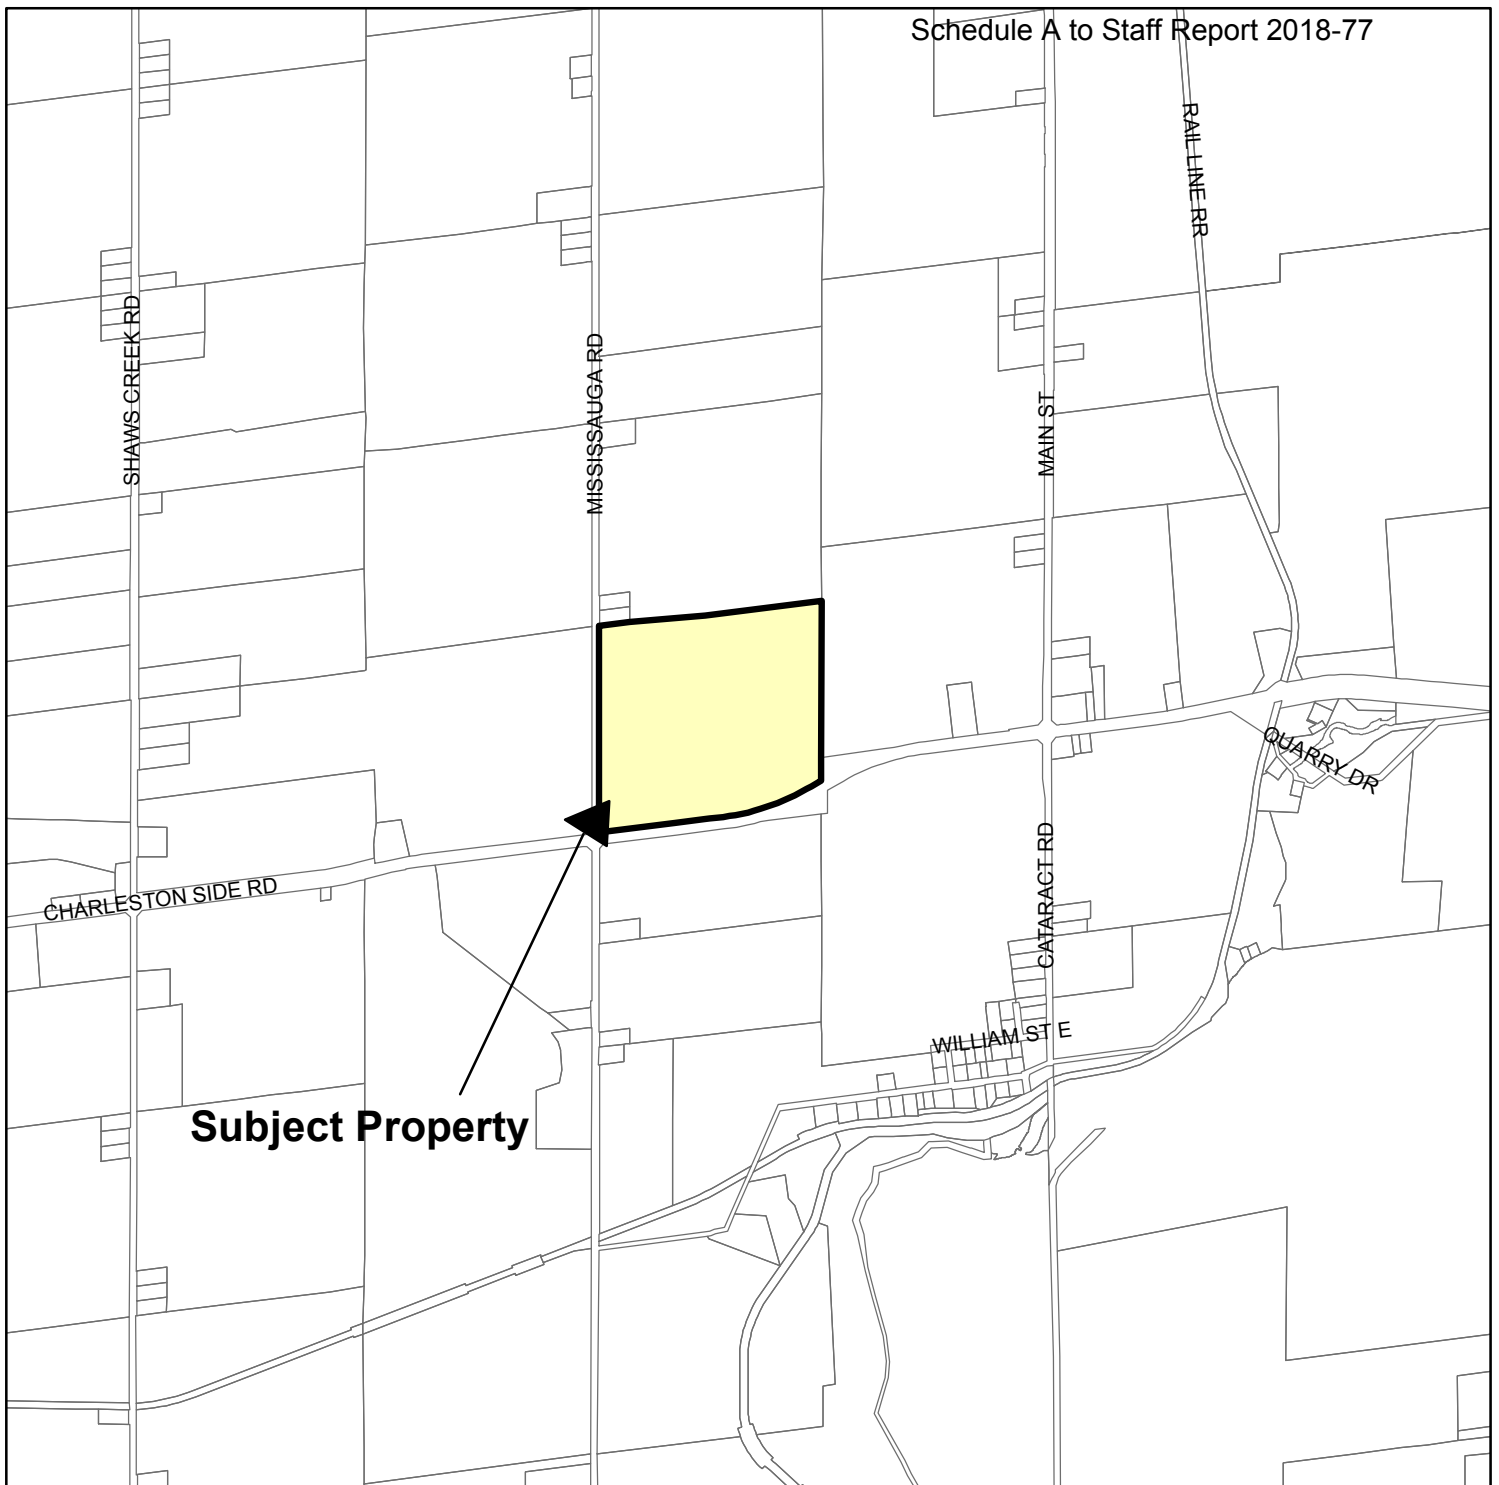 Schedule A to Staff Report 2018-77
RAIL LINE RR
SHAWS CREEK RD
MISSISSAUGA RD
MAIN ST
QUARRY DR
CHARLESTON SIDE RD
CATARACT RD
WILLIAM ST E
Subject Property